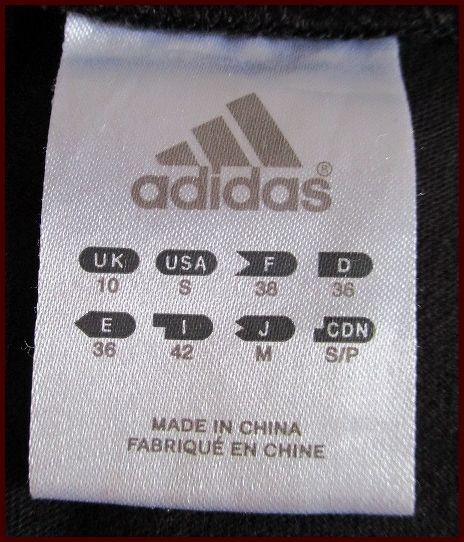 adidas®
UK USA F D
10 S 38 36
E I J CDN
36 42 M S/P
MADE IN CHINA
FABRIQUÉ EN CHINE